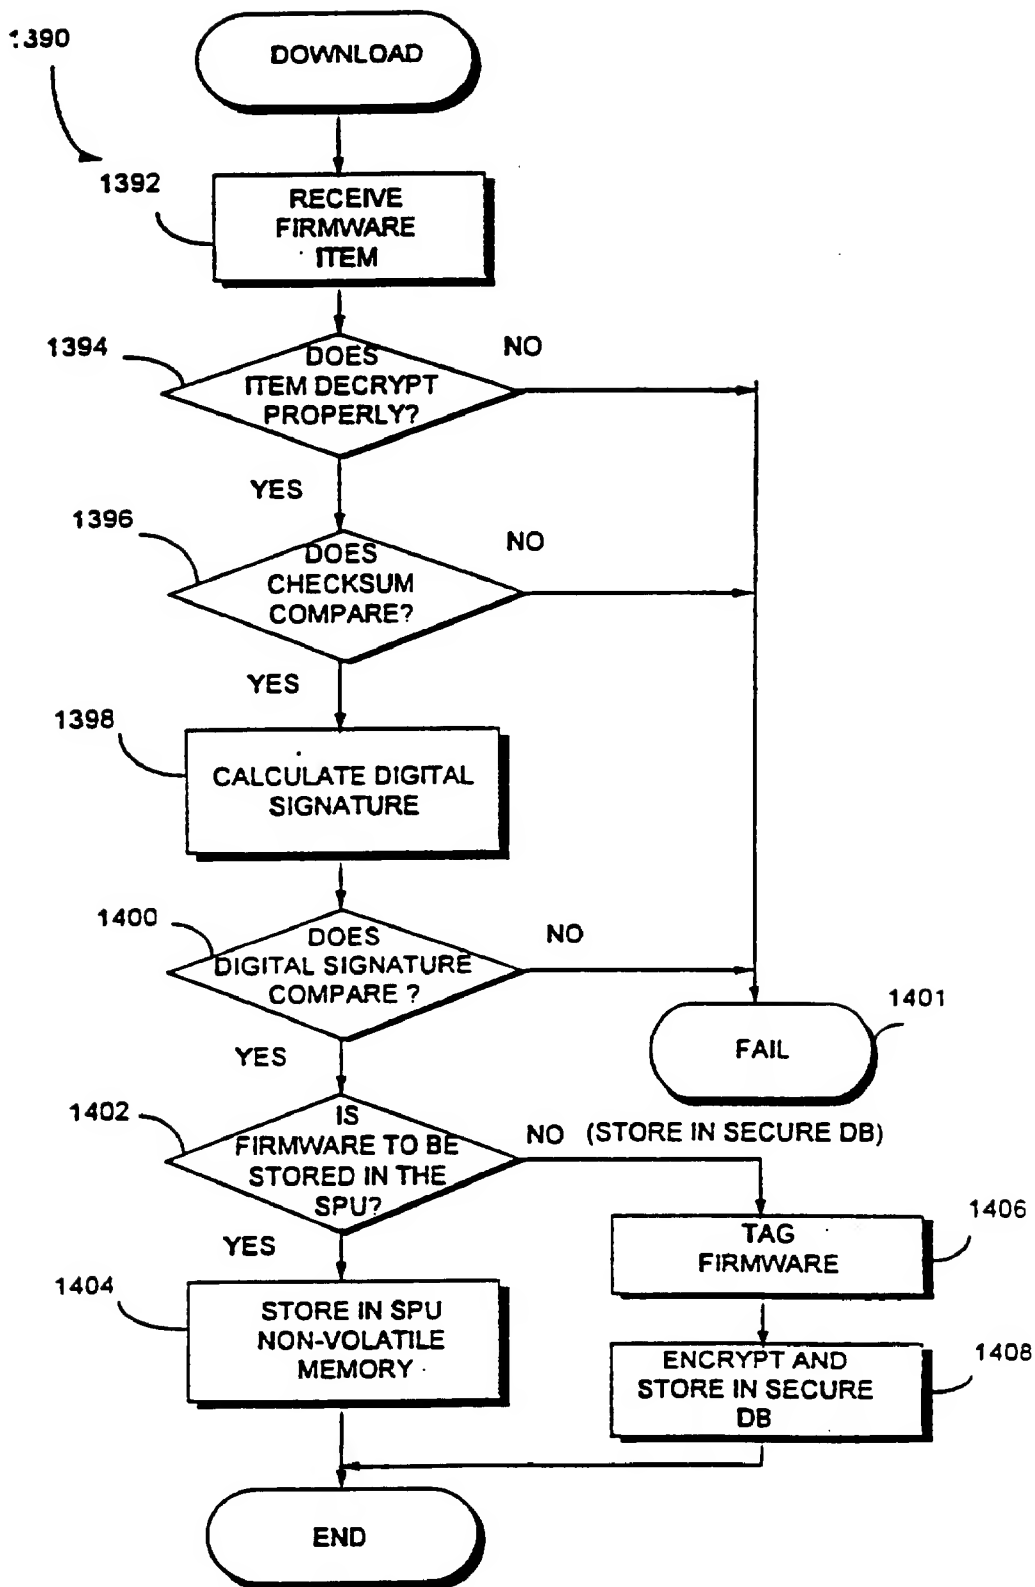 1390
DOWNLOAD
1392
RECEIVE
FIRMWARE
ITEM
1394
DOES
ITEM DECRYPT
PROPERLY?
NO
YES
1396
DOES
CHECKSUM
COMPARE?
NO
YES
1398
CALCULATE DIGITAL
SIGNATURE
1400
DOES
DIGITAL SIGNATURE
COMPARE ?
NO
1401
FAIL
YES
1402
IS
FIRMWARE TO BE
STORED IN THE
SPU?
NO (STORE IN SECURE DB)
YES
1406
TAG
FIRMWARE
1404
STORE IN SPU
NON-VOLATILE
MEMORY
1408
ENCRYPT AND
STORE IN SECURE
DB
END